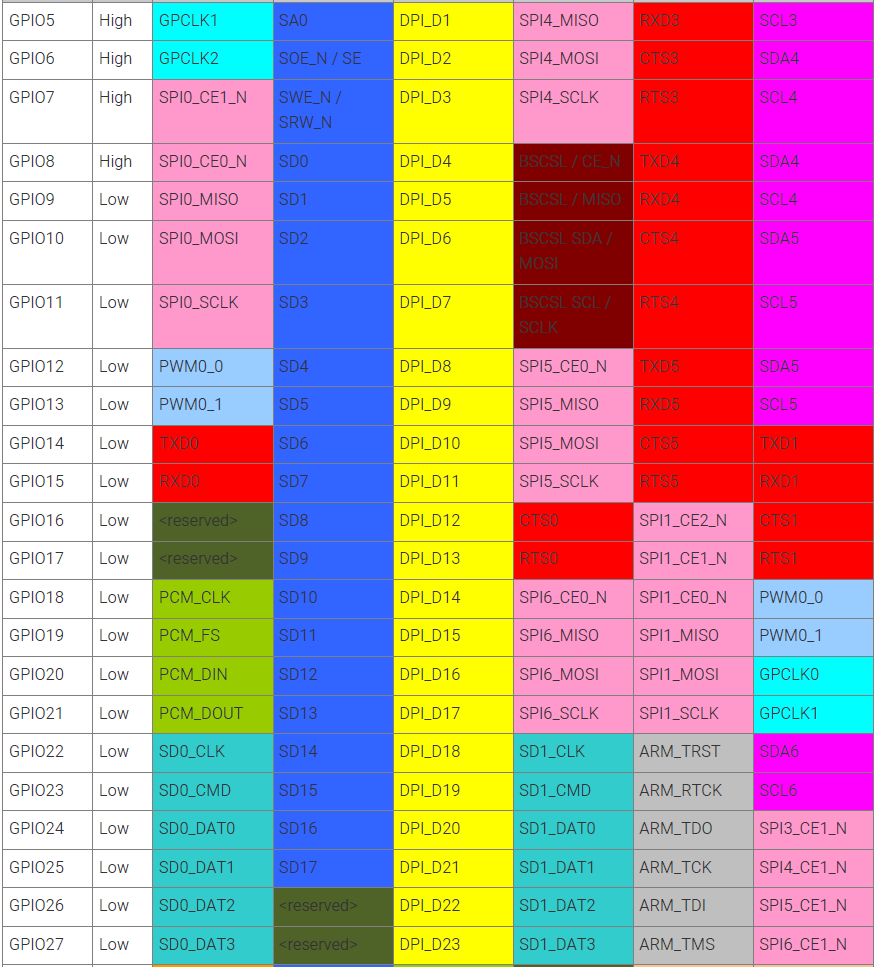 GPIO5 High GPCLK1 SA0 DPI_D1 SPI4_MISO RXD3 SCL3
GPIO6 High GPCLK2 SOE_N / SE DPI_D2 SPI4_MOSI CTS3 SDA4
GPIO7 High SPI0_CE1_N SWE_N / DPI_D3 SPI4_SCLK RTS3 SCL4
SRW_N
GPIO8 High SPI0_CE0_N SD0 DPI_D4 BSCSL / CE_N TXD4 SDA4
GPIO9 Low SPI0_MISO SD1 DPI_D5 BSCSL / MISO RXD4 SCL4
GPIO10 Low SPI0_MOSI SD2 DPI_D6 BSCSL SDA / CTS4 SDA5
MOSI
GPIO11 Low SPI0_SCLK SD3 DPI_D7 BSCSL SCL / RTS4 SCL5
SCLK
GPIO12 Low PWM0_0 SD4 DPI_D8 SPI5_CE0_N TXD5 SDA5
GPIO13 Low PWM0_1 SD5 DPI_D9 SPI5_MISO RXD5 SCL5
GPIO14 Low TXD0 SD6 DPI_D10 SPI5_MOSI CTS5 TXD1
GPIO15 Low RXD0 SD7 DPI_D11 SPI5_SCLK RTS5 RXD1
GPIO16 Low <reserved> SD8 DPI_D12 CTS0 SPI1_CE2_N CTS1
GPIO17 Low <reserved> SD9 DPI_D13 RTS0 SPI1_CE1_N RTS1
GPIO18 Low PCM_CLK SD10 DPI_D14 SPI6_CE0_N SPI1_CE0_N PWM0_0
GPIO19 Low PCM_FS SD11 DPI_D15 SPI6_MISO SPI1_MISO PWM0_1
GPIO20 Low PCM_DIN SD12 DPI_D16 SPI6_MOSI SPI1_MOSI GPCLK0
GPIO21 Low PCM_DOUT SD13 DPI_D17 SPI6_SCLK SPI1_SCLK GPCLK1
GPIO22 Low SD0_CLK SD14 DPI_D18 SD1_CLK ARM_TRST SDA6
GPIO23 Low SD0_CMD SD15 DPI_D19 SD1_CMD ARM_RTCK SCL6
GPIO24 Low SD0_DAT0 SD16 DPI_D20 SD1_DAT0 ARM_TDO SPI3_CE1_N
GPIO25 Low SD0_DAT1 SD17 DPI_D21 SD1_DAT1 ARM_TCK SPI4_CE1_N
GPIO26 Low SD0_DAT2 <reserved> DPI_D22 SD1_DAT2 ARM_TDI SPI5_CE1_N
GPIO27 Low SD0_DAT3 <reserved> DPI_D23 SD1_DAT3 ARM_TMS SPI6_CE1_N